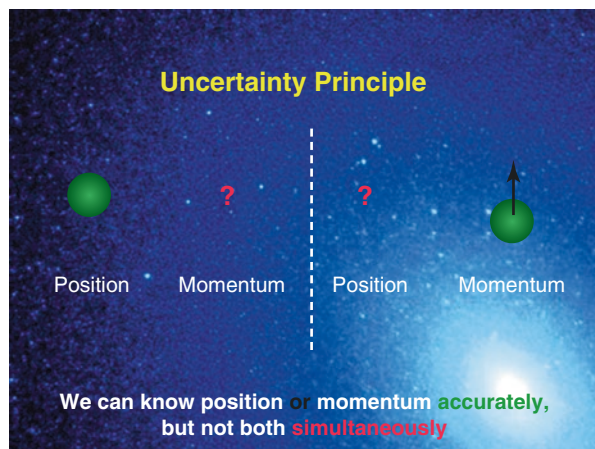 Uncertainty Principle
? ?
Position Momentum Position Momentum
We can know position or momentum accurately,
but not both simultaneously